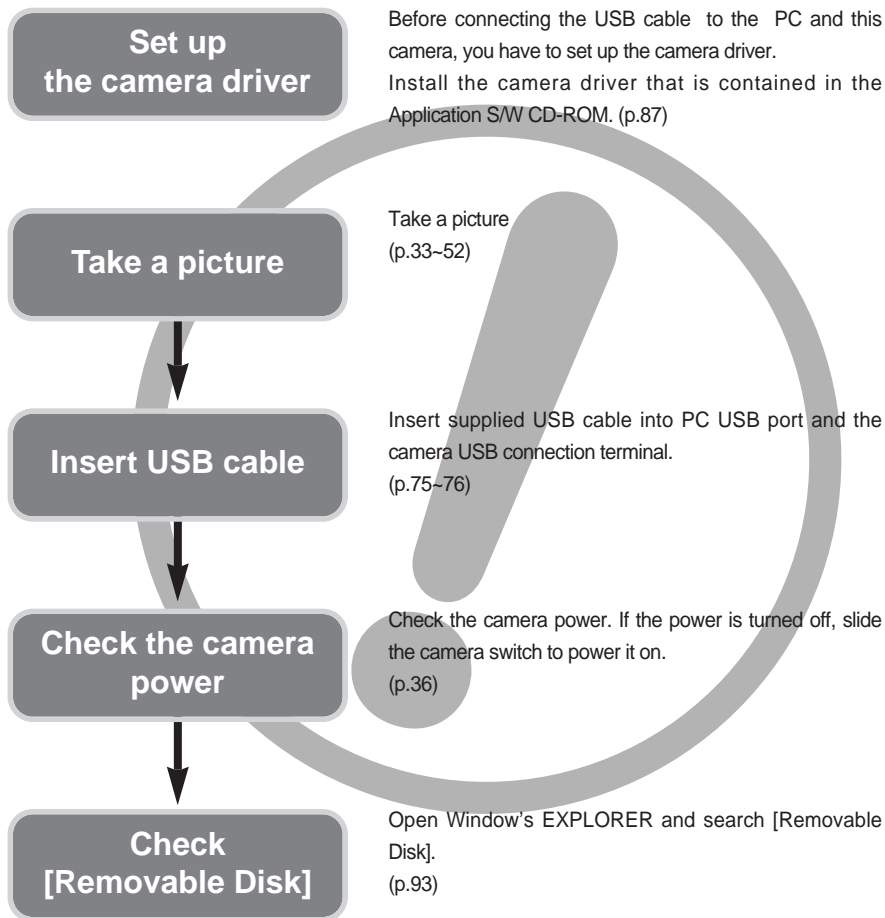 Set up
the camera driver
Before connecting the USB cable to the PC and this
camera, you have to set up the camera driver.
Install the camera driver that is contained in the
Application S/W CD-ROM. (p.87)
Take a picture
Take a picture
(p.33~52)
Insert USB cable
Insert supplied USB cable into PC USB port and the
camera USB connection terminal.
(p.75~76)
Check the camera
power
Check the camera power. If the power is turned off, slide
the camera switch to power it on.
(p.36)
Check
[Removable Disk]
Open Window's EXPLORER and search [Removable
Disk].
(p.93)